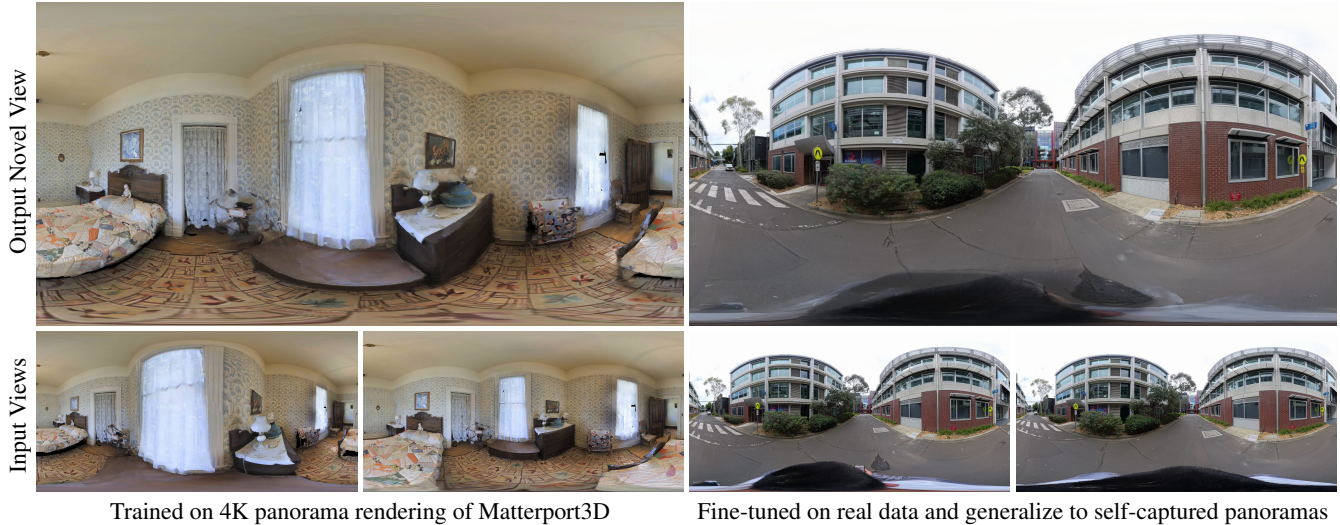 Output Novel View
Input Views
Trained on 4K panorama rendering of Matterport3D
Fine-tuned on real data and generalize to self-captured panoramas